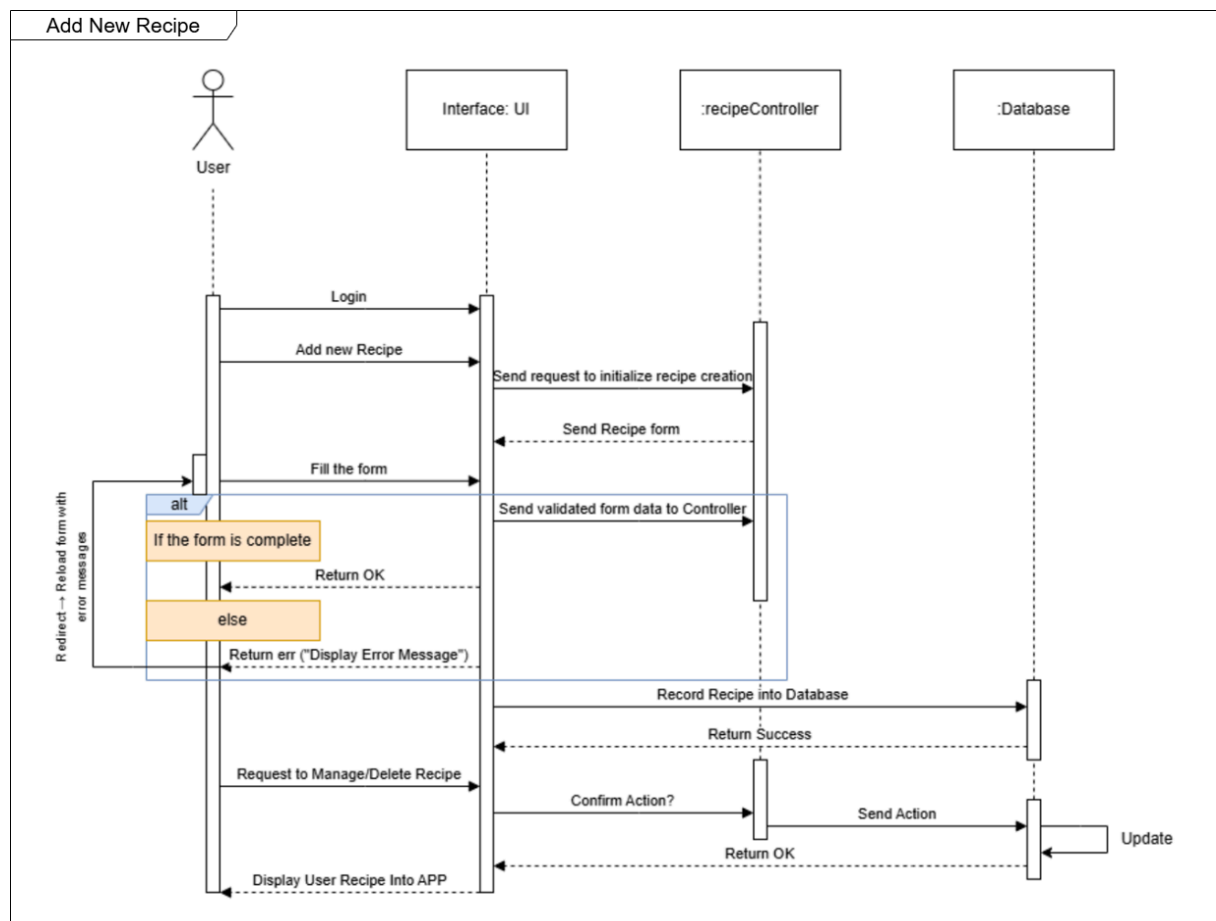 Add New Recipe
Interface: UI
:recipeController
:Database
User
Login
Add new Recipe
Send request to initialize recipe creation
Send Recipe form
Fill the form
Redirect → Reload form with
error messages
alt
Send validated form data to Controller
If the form is complete
Return OK
else
Return err ("Display Error Message")
Record Recipe into Database
Return Success
Request to Manage/Delete Recipe
Confirm Action?
Send Action
Update
Return OK
Display User Recipe Into APP